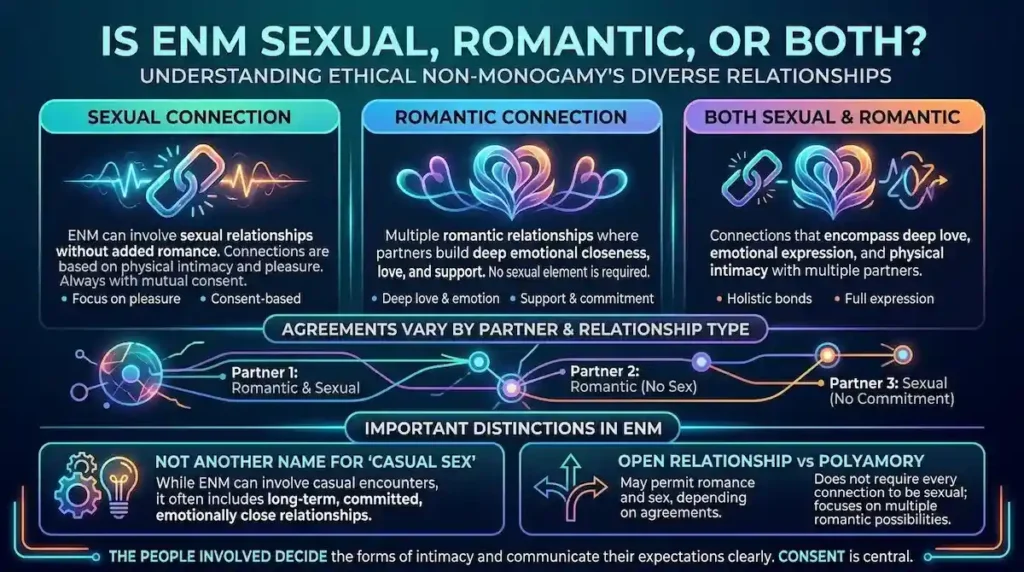 IS ENM SEXUAL, ROMANTIC, OR BOTH?
UNDERSTANDING ETHICAL NON-MONOGAMY'S DIVERSE RELATIONSHIPS
SEXUAL CONNECTION
ENM can involve sexual relationships
without added romance. Connections are
based on physical intimacy and pleasure.
Always with mutual consent.
• Focus on pleasure • Consent-based
ROMANTIC CONNECTION
Multiple romantic relationships where
partners build deep emotional closeness,
love, and support. No sexual element is required.
• Deep love & emotion • Support & commitment
BOTH SEXUAL & ROMANTIC
Connections that encompass deep love,
emotional expression, and physical
intimacy with multiple partners.
• Holistic bonds • Full expression
AGREEMENTS VARY BY PARTNER & RELATIONSHIP TYPE
Partner 1:
Romantic & Sexual
Partner 2:
Romantic (No Sex)
Partner 3: Sexual
(No Commitment)
IMPORTANT DISTINCTIONS IN ENM
NOT ANOTHER NAME FOR 'CASUAL SEX'
While ENM can involve casual encounters,
it often includes long-term, committed,
emotionally close relationships.
OPEN RELATIONSHIP vs POLYAMORY
May permit romance
and sex, depending
on agreements.
Does not require every
connection to be sexual;
focuses on multiple
romantic possibilities.
THE PEOPLE INVOLVED DECIDE the forms of intimacy and communicate their expectations clearly. CONSENT is central.